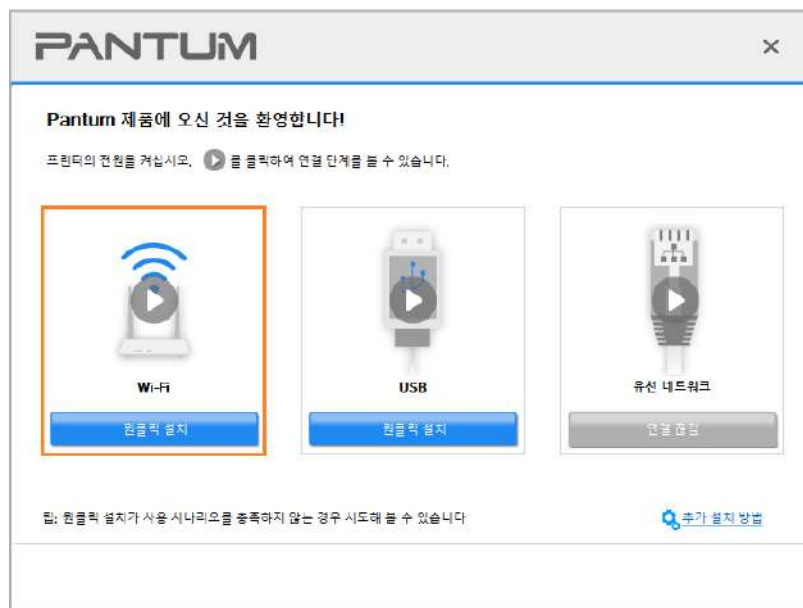 PANTUM
Pantum 제품에 오신 것을 환영합니다!
프린터의 전원를 켜십시오, 를 클릭하여 연결 단계를 볼 수 있습니다.
Wi-Fi
USB
유선 네트워크
원클릭 설치
원클릭 설치
연결 끊김
팁; 원클릭 설치가 사용 시나리오를 충족하지 않는 경우 시도해 볼 수 있습니다
추가 설치 방법